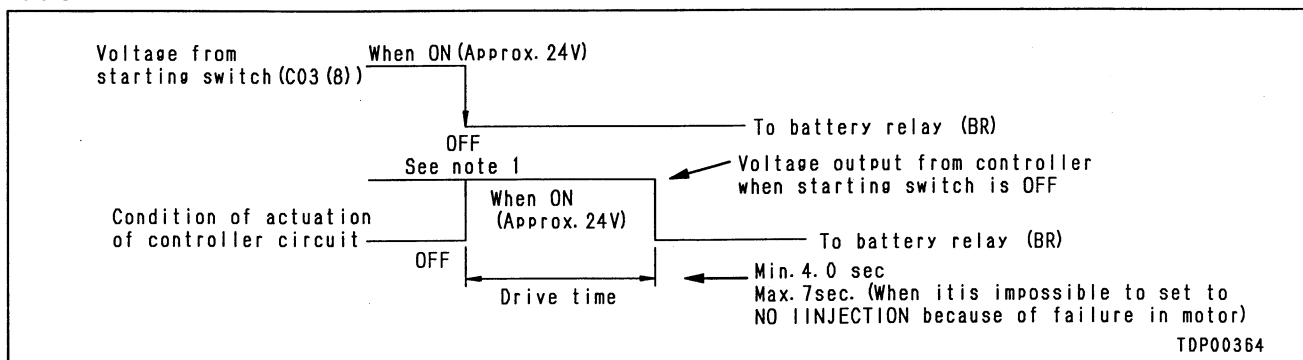 Voltage from
starting switch(C03(8))
When ON(Approx. 24V)
OFF
To battery relay (BR)
See note 1
Voltage output from controller
when starting switch is OFF
When ON
(Approx. 24V)
Condition of actuation
of controller circuit
OFF
To battery relay (BR)
Drive time
Min. 4. 0 sec
Max. 7sec. (When itis impossible to set to
NO IINJECTION because of failure in motor)
TDP00364